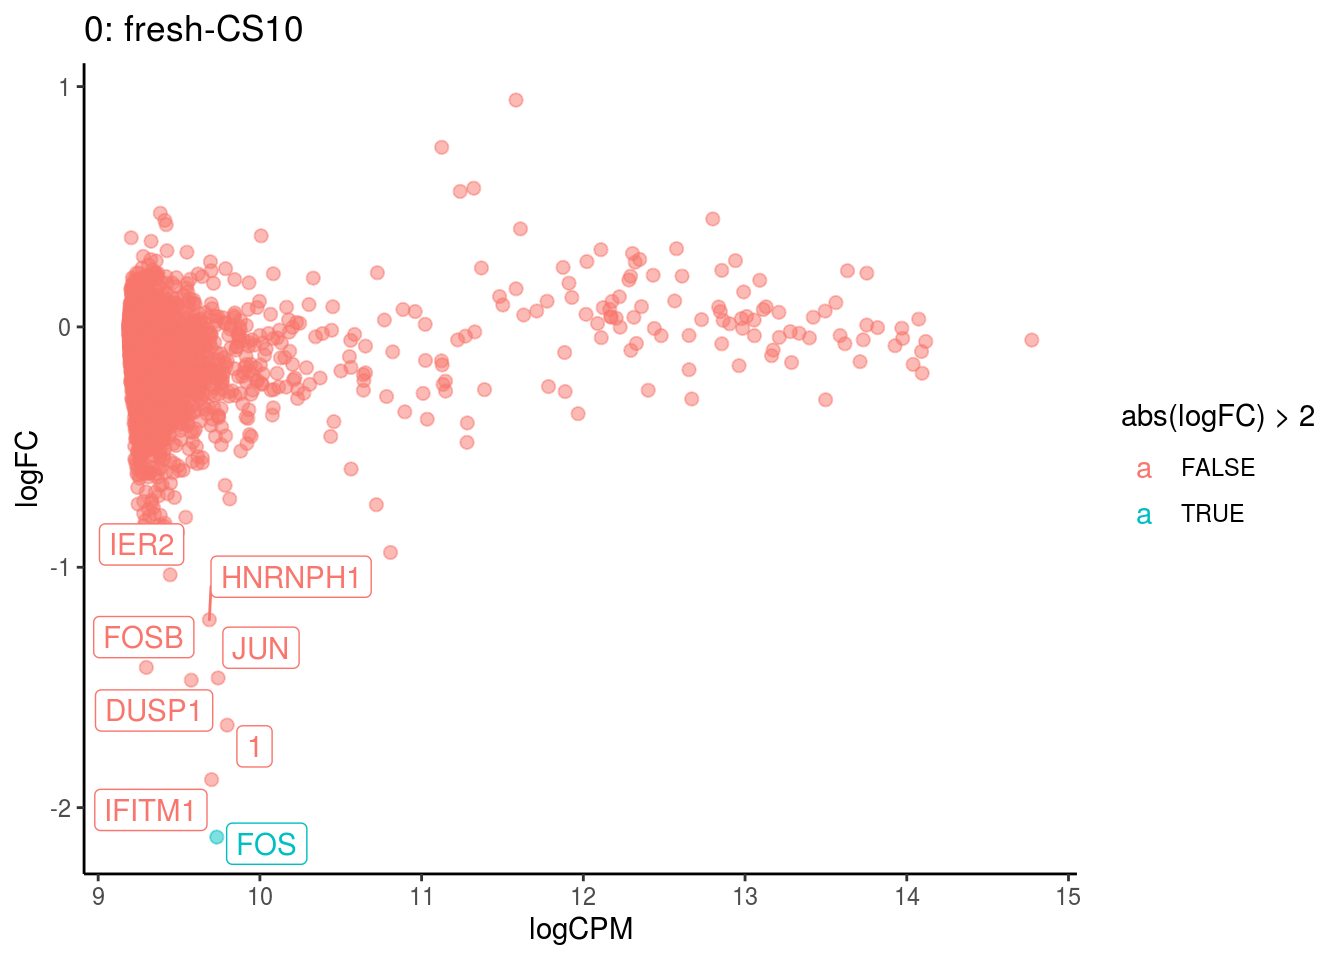 0: fresh-CS10
1
0
-1
-2
logFC
IER2
HNRNPH1
FOSB
JUN
DUSP1
1
IFITM1
FOS
9
10
11
12
13
14
15
logCPM
abs(logFC) > 2
a FALSE
a TRUE